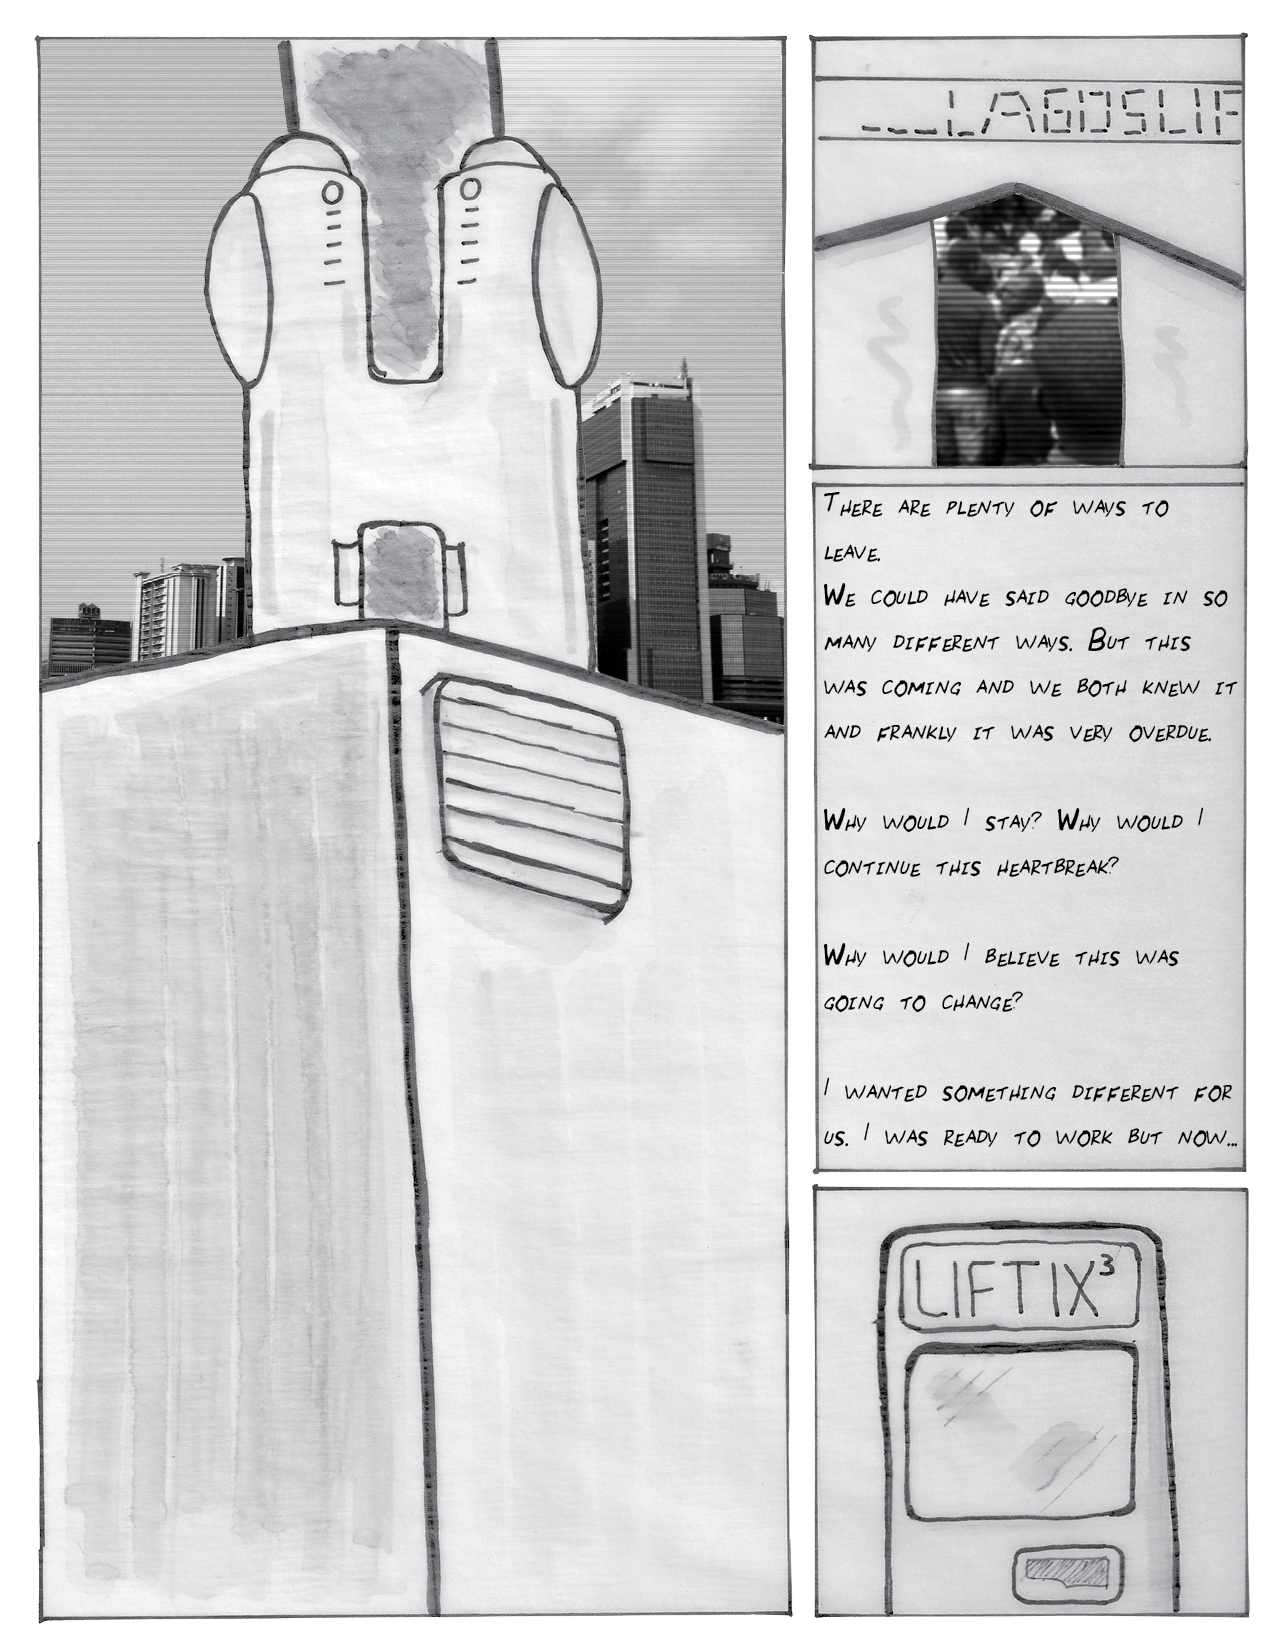 ___LAGOSLIF
There are plenty of ways to
leave.
We could have said goodbye in so
many different ways. But this
was coming and we both knew it
and frankly it was very overdue.
Why would I stay? Why would I
continue this heartbreak?
Why would I believe this was
going to change?
I wanted something different for
us. I was ready to work but now...
LIFTIX³